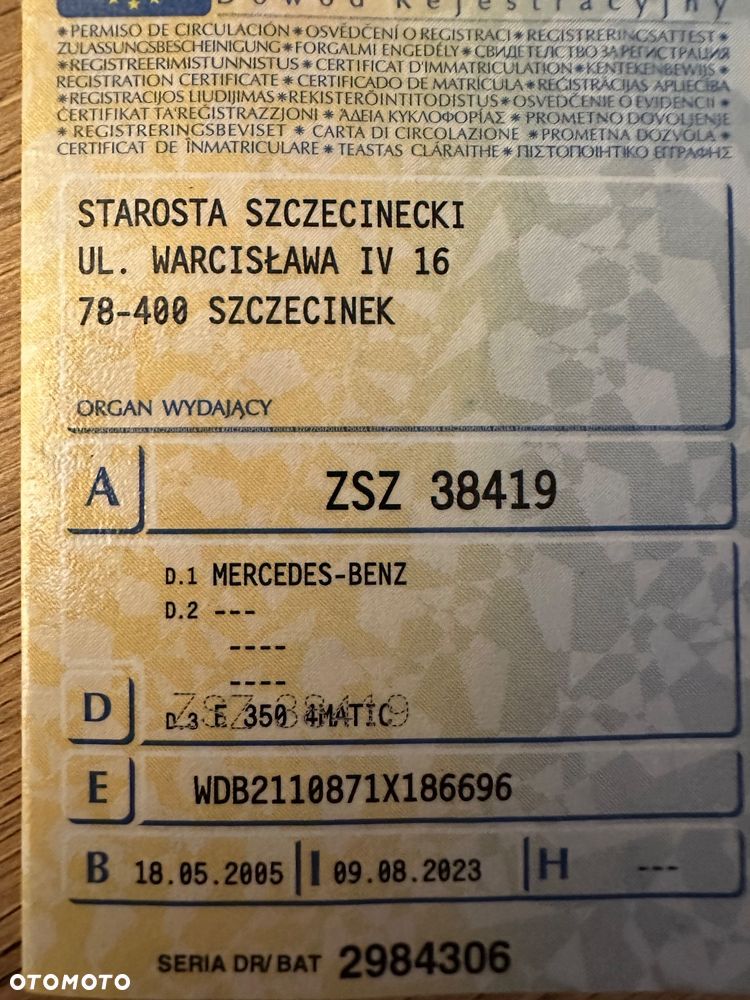 Dowód Rejestracyjny
* PERMISO DE CIRCULACIÓN * OSVĚDČENÍ O REGISTRACI * REGISTRERINGSATTEST *
ZULASSUNGSBESCHEINIGUNG * FORGALMI ENGEDÉLY * СВИДЕТЕЛСТВО ЗА РЕГИСТРАЦИЯ
* REGISTREERIMISTUNNISTUS * CERTIFICAT D'IMMATRICULATION * KENTEKENBEWIJS *
REGISTRATION CERTIFICATE * CERTIFICADO DE MATRÍCULA * REĢISTRĀCIJAS APLIECĪBA
* REGISTRACIJOS LIUDIJIMAS * REKISTERÖINTITODISTUS * OSVEDČENIE O EVIDENCII *
ĊERTIFIKAT TA'REĠISTRAZZJONI * ΆΔΕΙΑ ΚΥΚΛΟΦΟΡΊΑΣ * PROMETNO DOVOLJENJE
* REGISTRERINGSBEVISET * CARTA DI CIRCOLAZIONE * PROMETNA DOZVOLA *
CERTIFICAT DE ÎNMATRICULARE * TEASTAS CLÁRAITHE * ΠΙΣΤΟΠΟΙΗΤΙΚΟ ΕΓΓΡΑΦΗΣ
STAROSTA SZCZECINECKI
UL. WARCISŁAWA IV 16
78-400 SZCZECINEK
ORGAN WYDAJĄCY
A ZSZ 38419
D.1 MERCEDES-BENZ
D.2 ---
----
----
D D.3 E 350 4MATIC
ZSZ 38419
E WDB2110871X186696
B 18.05.2005 I 09.08.2023 H ---
SERIA DR/BAT 2984306
OTOMOTO